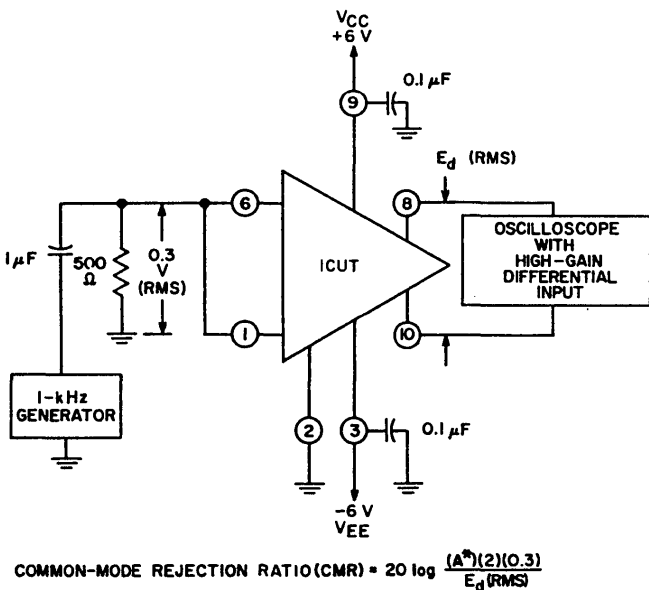 VCC
+6 V
0.1 µF
9
Ed (RMS)
6
8
1 µF
500
Ω
0.3
V
(RMS)
ICUT
OSCILLOSCOPE
WITH
HIGH-GAIN
DIFFERENTIAL
INPUT
1
10
1-kHz
GENERATOR
2
3
0.1 µF
-6 V
VEE
COMMON-MODE REJECTION RATIO (CMR) = 20 log (A*)(2)(0.3) / Ed (RMS)